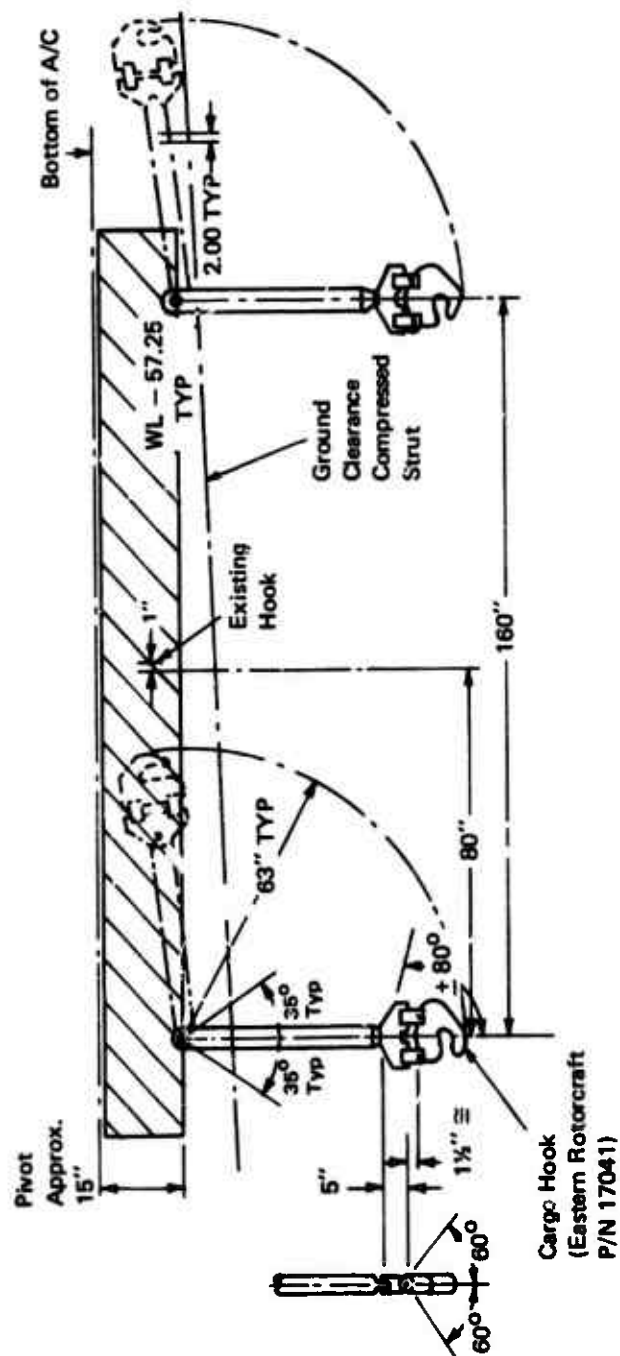 Bottom of A/C
2.00 TYP
WL - 57.25
TYP
Ground
Clearance
Compressed
Strut
1"
Existing
Hook
160"
80"
63" TYP
35°
Typ
35°
Typ
± 80°
Pivot
Approx.
15"
5"
1½" ≅
Cargo Hook
(Eastern Rotorcraft
P/N 17041)
60°
60°